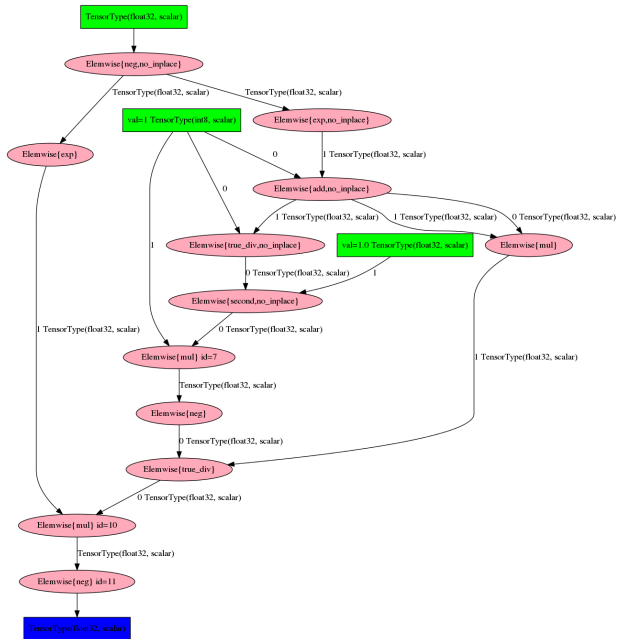 TensorType(float32, scalar)
Elemwise{neg,no_inplace}
TensorType(float32, scalar)
TensorType(float32, scalar)
val=1 TensorType(int8, scalar)
Elemwise{exp,no_inplace}
Elemwise{exp}
0
1 TensorType(float32, scalar)
0
Elemwise{add,no_inplace}
1 TensorType(float32, scalar)
1 TensorType(float32, scalar)
0 TensorType(float32, scalar)
1
Elemwise{true_div,no_inplace}
val=1.0 TensorType(float32, scalar)
Elemwise{mul}
0 TensorType(float32, scalar)
1
Elemwise{second,no_inplace}
1 TensorType(float32, scalar)
0 TensorType(float32, scalar)
1 TensorType(float32, scalar)
Elemwise{mul} id=7
TensorType(float32, scalar)
Elemwise{neg}
0 TensorType(float32, scalar)
Elemwise{true_div}
0 TensorType(float32, scalar)
Elemwise{mul} id=10
TensorType(float32, scalar)
Elemwise{neg} id=11
TensorType(float32, scalar)